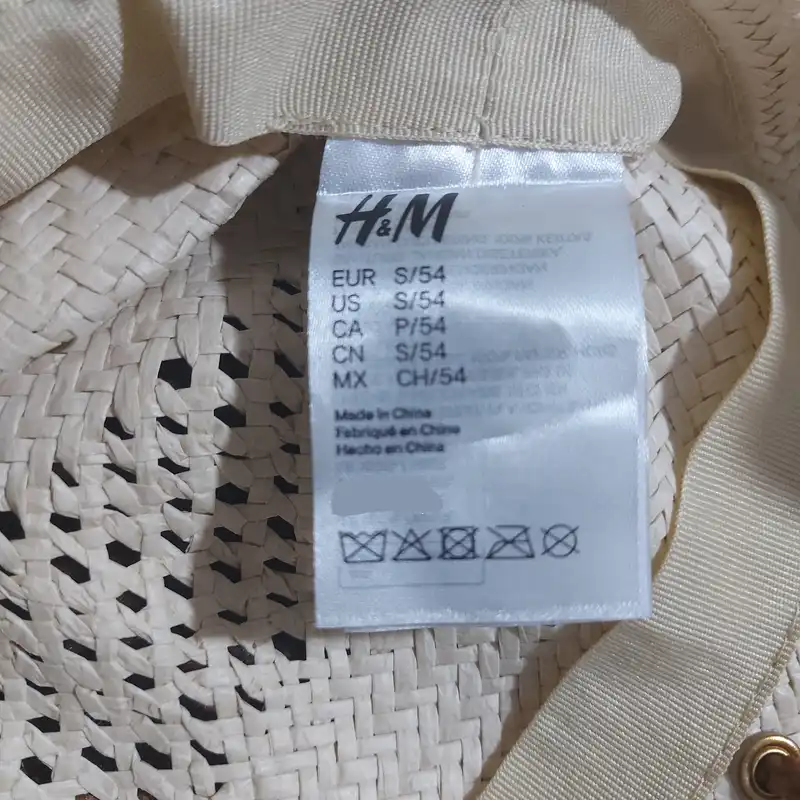 H&M
EUR S/54
US S/54
CA P/54
CN S/54
MX CH/54
Made in China
Fabriqué en Chine
Hecho en China